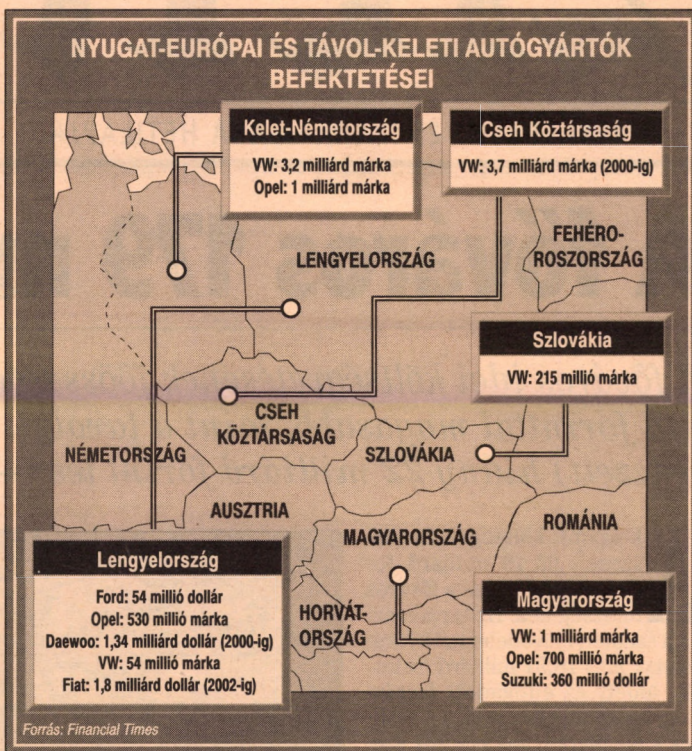 NYUGAT-EURÓPAI ÉS TÁVOL-KELETI AUTÓGYÁRTÓK
BEFEKTETÉSEI
Kelet-Németország
VW: 3,2 milliárd márka
Opel: 1 milliárd márka
Cseh Köztársaság
VW: 3,7 milliárd márka (2000-ig)
LENGYELORSZÁG
FEHÉRO-
ROSZORSZÁG
Szlovákia
VW: 215 millió márka
CSEH
KÖZTÁRSASÁG
NÉMETORSZÁG
SZLOVÁKIA
AUSZTRIA
MAGYARORSZÁG
ROMÁNIA
HORVÁT-
ORSZÁG
Lengyelország
Ford: 54 millió dollár
Opel: 530 millió márka
Daewoo: 1,34 milliárd dollár (2000-ig)
VW: 54 millió márka
Fiat: 1,8 milliárd dollár (2002-ig)
Magyarország
VW: 1 milliárd márka
Opel: 700 millió márka
Suzuki: 360 millió dollár
Forrás: Financial Times